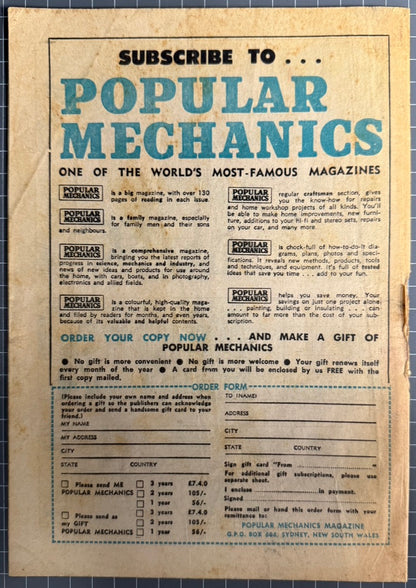 SUBSCRIBE TO . . .
POPULAR
MECHANICS
ONE OF THE WORLD'S MOST-FAMOUS MAGAZINES
POPULAR MECHANICS is a big magazine, with over 130
pages of reading in each issue.
POPULAR MECHANICS is a family magazine, especially
for family men and their sons
and neighbours.
POPULAR MECHANICS is a comprehensive magazine,
bringing you the latest reports of
progress in science, mechanics and industry, and
news of new ideas and products for use around
the home, with cars, boats, and in photography,
electronics and allied fields.
POPULAR MECHANICS is a colourful, high-quality maga-
zine that is kept in the home
and filed by readers for months, and even years,
because of its valuable and helpful contents.
POPULAR MECHANICS regular craftsman section, gives
you the know-how for repairs
and home workshop projects of all kinds. You'll
be able to make home improvements, new furni-
ture, additions to your Hi-fi and stereo sets, repairs
on your car, and many more.
POPULAR MECHANICS is chock-full of how-to-do-it dia-
grams, plans, photos and speci-
fications. It reveals new methods, products, tools
and techniques, and equipment. It's full of tested
ideas that save you time . . . add to your fun.
POPULAR MECHANICS helps you save money. Your
savings on just one project alone
. . . painting, building or insulating . . . can
amount to far more than the cost of your sub-
scription.
ORDER YOUR COPY NOW . . . AND MAKE A GIFT OF
POPULAR MECHANICS
● No gift is more convenient ● No gift is more welcome ● Your gift renews itself
every month of the year ● A card from you will be enclosed by us FREE with the
first copy mailed.
ORDER FORM
(Please include your own name and address when
ordering a gift so the publishers can acknowledge
your order and send a handsome gift card to your
friend.)
MY NAME
MY ADDRESS
CITY
STATE COUNTRY
Please send ME 3 years £7.4.0
POPULAR MECHANICS 2 years 105/-
1 year 56/-
Please send as 3 years £7.4.0
my GIFT 2 years 105/-
POPULAR MECHANICS 1 year 56/-
TO (NAME)
ADDRESS
CITY
STATE COUNTRY
Sign gift card "From ........ "
For additional gift subscriptions, please use
separate sheet.
I enclose ........ in payment.
Signed ........
Please mail or hand this order form with your
remittance to:
POPULAR MECHANICS MAGAZINE
G.P.O. BOX 664, SYDNEY, NEW SOUTH WALES